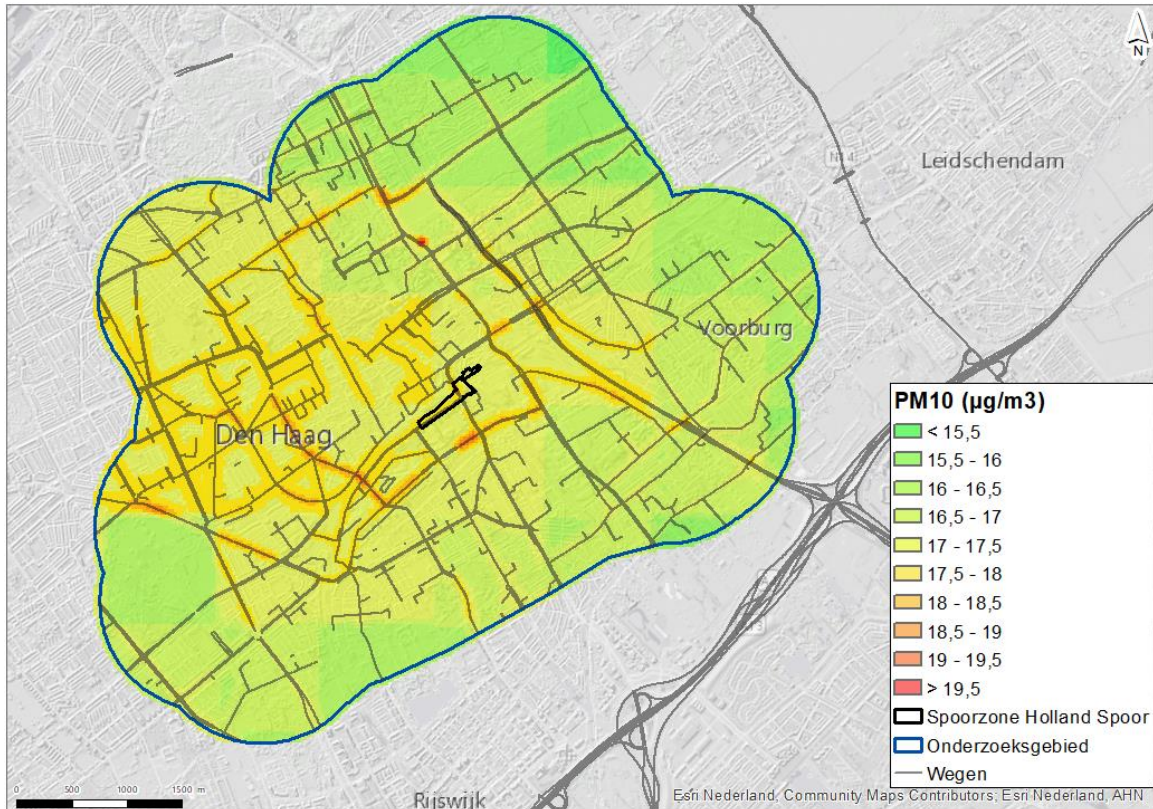 N
N14
Leidschendam
Voorburg
Den Haag
Rijswijk
PM10 (µg/m3)
< 15,5
15,5 - 16
16 - 16,5
16,5 - 17
17 - 17,5
17,5 - 18
18 - 18,5
18,5 - 19
19 - 19,5
> 19,5
Spoorzone Holland Spoor
Onderzoeksgebied
Wegen
0 500 1000 1500 m
Esri Nederland, Community Maps Contributors, Esri Nederland, AHN